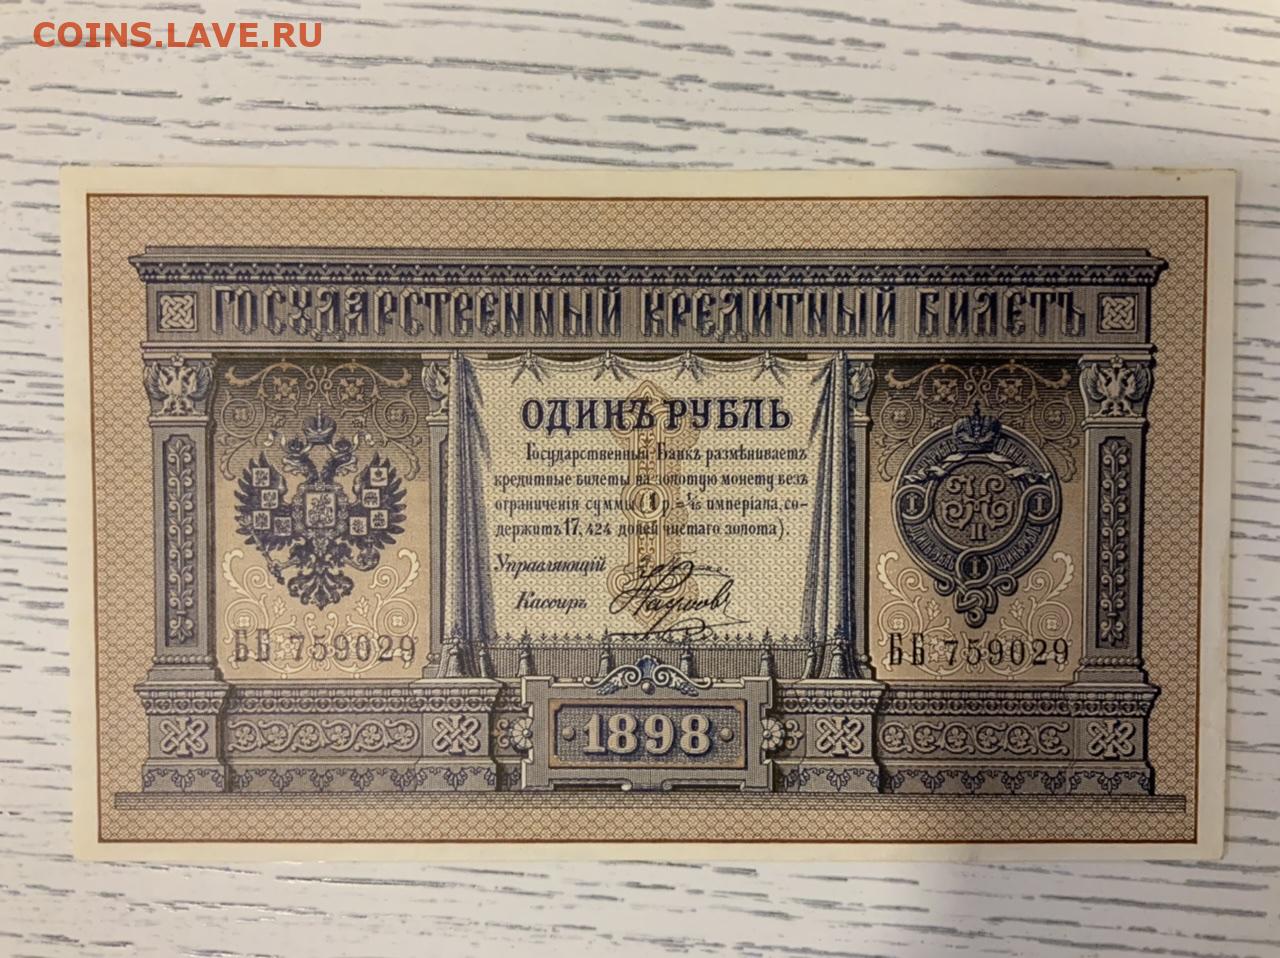 COINS.LAVE.RU
ГОСУДАРСТВЕННЫЙ КРЕДИТНЫЙ БИЛЕТЪ
ОДИНЪ РУБЛЬ
Государственный Банкъ размѣниваетъ
кредитные билеты на золотую монету безъ
ограниченія суммы (1 р. = 1/15 имперіала, со-
держитъ 17,424 долей чистаго золота).
Управляющій
Кассиръ
ББ 759029
ББ 759029
1898